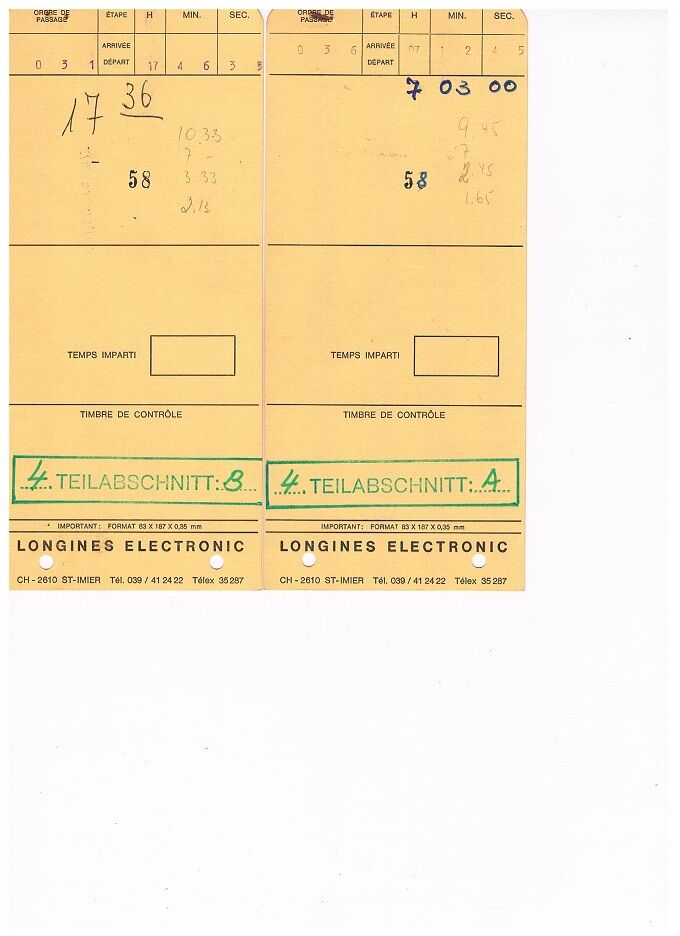 ORDRE DE PASSAGE ÉTAPE H MIN. SEC.
ARRIVÉE
0 3 1 DÉPART 17 4 6 3 3
17 36
10.33
7 -
58 3.33
2.13
TEMPS IMPARTI
TIMBRE DE CONTRÔLE
4. TEILABSCHNITT: B
IMPORTANT: FORMAT 83 X 187 X 0,35 mm
LONGINES ELECTRONIC
CH - 2610 ST-IMIER Tél. 039 / 41 24 22 Télex 35 287
ORDRE DE PASSAGE ÉTAPE H MIN. SEC.
0 3 6 ARRIVÉE 07 1 2 4 5
DÉPART
7 03 00
9.45
7
58 2.45
1.65
TEMPS IMPARTI
TIMBRE DE CONTRÔLE
4. TEILABSCHNITT: A
IMPORTANT: FORMAT 83 X 187 X 0,35 mm
LONGINES ELECTRONIC
CH - 2610 ST-IMIER Tél. 039 / 41 24 22 Télex 35 287